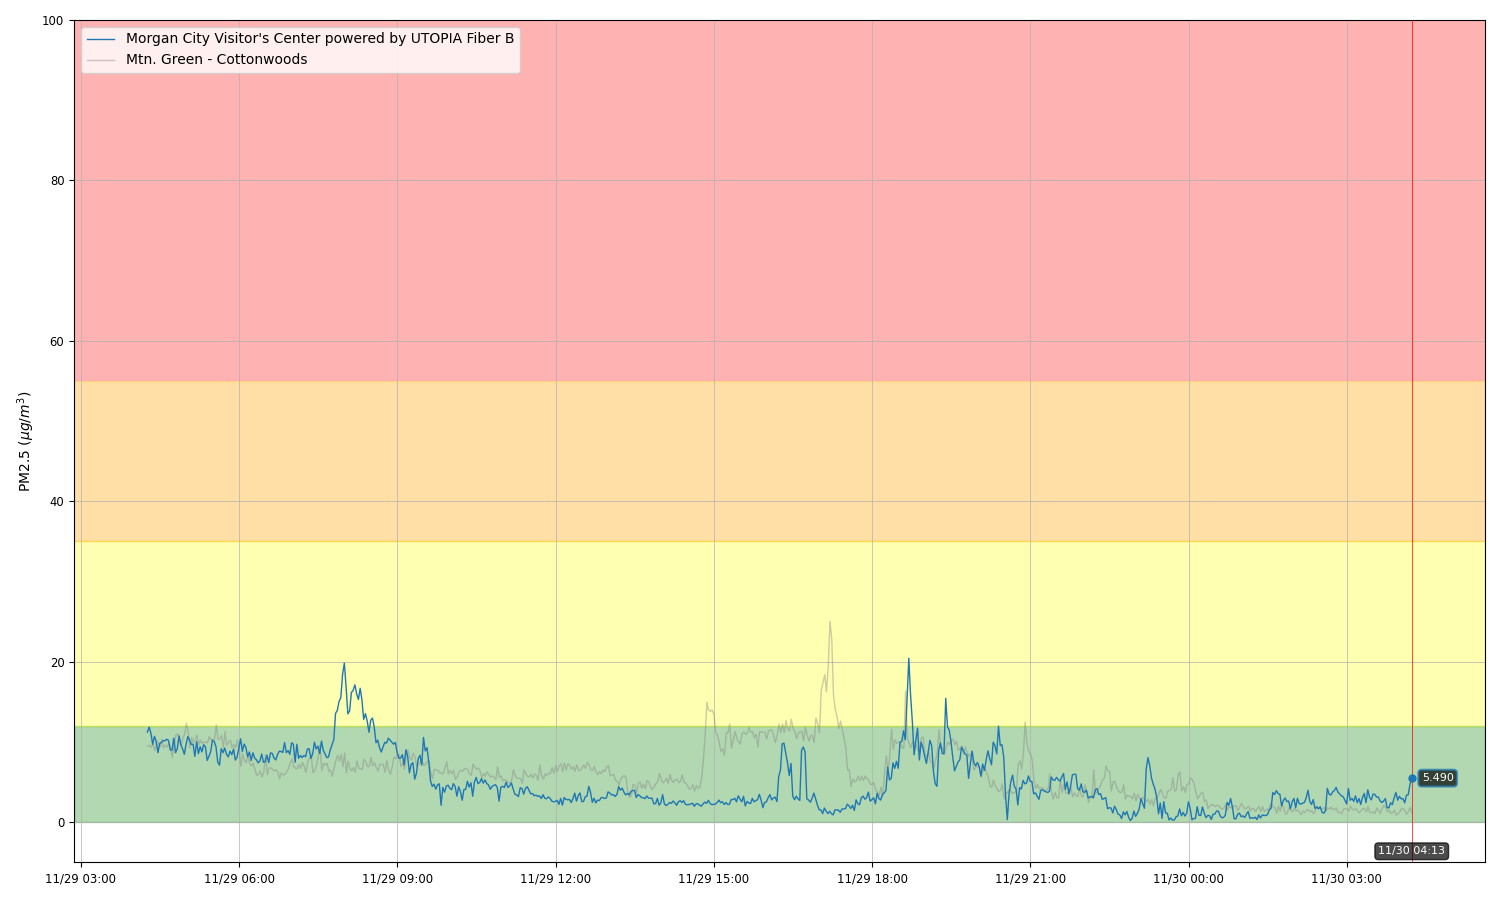 100
Morgan City Visitor's Center powered by UTOPIA Fiber B
Mtn. Green - Cottonwoods
80
60
PM2.5 (µg/m³)
40
20
5.490
0
11/30 04:13
11/29 03:00 11/29 06:00 11/29 09:00 11/29 12:00 11/29 15:00 11/29 18:00 11/29 21:00 11/30 00:00 11/30 03:00